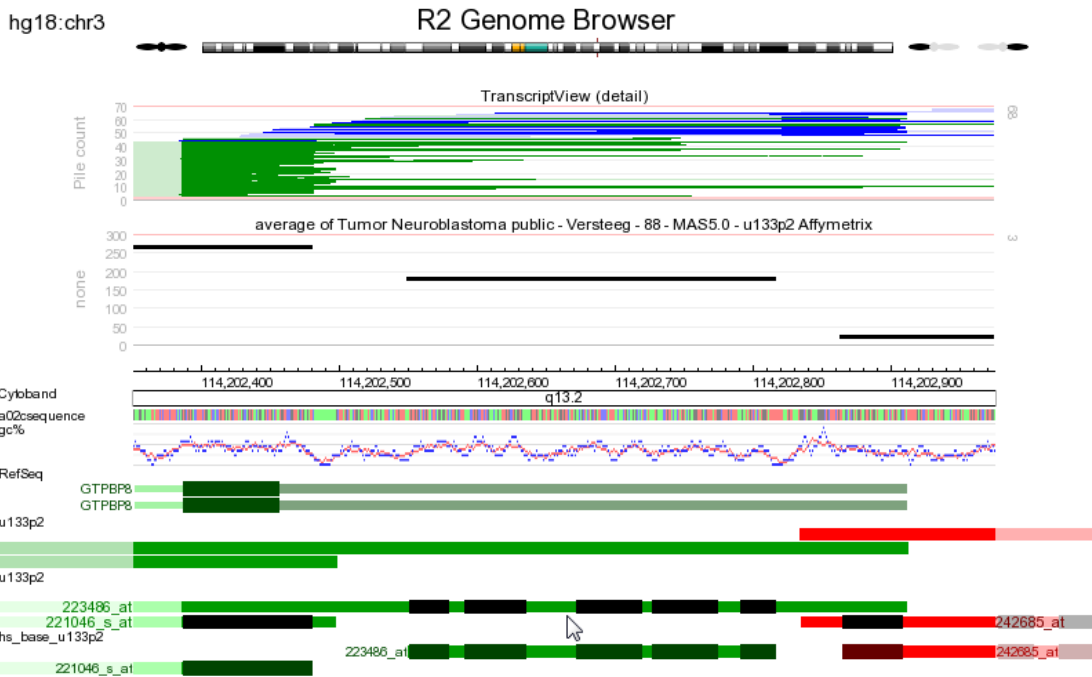 hg18:chr3
R2 Genome Browser
TranscriptView (detail)
Pile count
70
60
50
40
30
20
10
0
68
average of Tumor Neuroblastoma public - Versteeg - 88 - MAS5.0 - u133p2 Affymetrix
none
300
250
200
150
100
50
0
3
114,202,400 114,202,500 114,202,600 114,202,700 114,202,800 114,202,900
Cytoband
q13.2
a02csequence
gc%
RefSeq
GTPBP8
GTPBP8
u133p2
u133p2
223486_at
221046_s_at 242685_at
hs_base_u133p2
223486_at 242685_at
221046_s_at